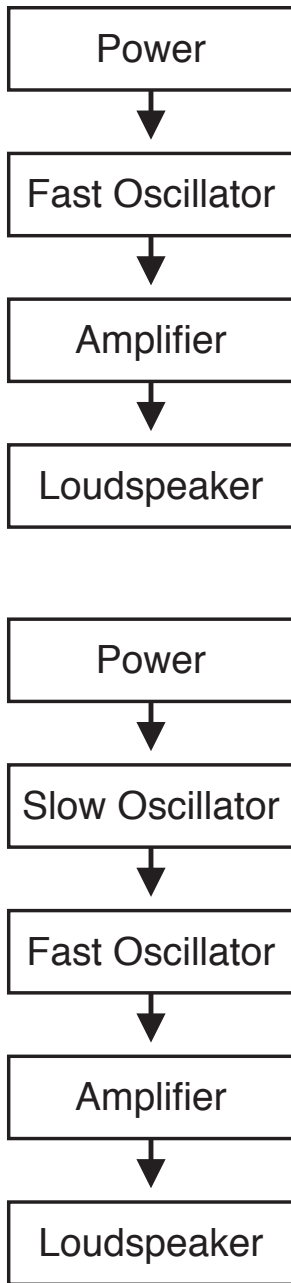 Power
Fast Oscillator
Amplifier
Loudspeaker
Power
Slow Oscillator
Fast Oscillator
Amplifier
Loudspeaker